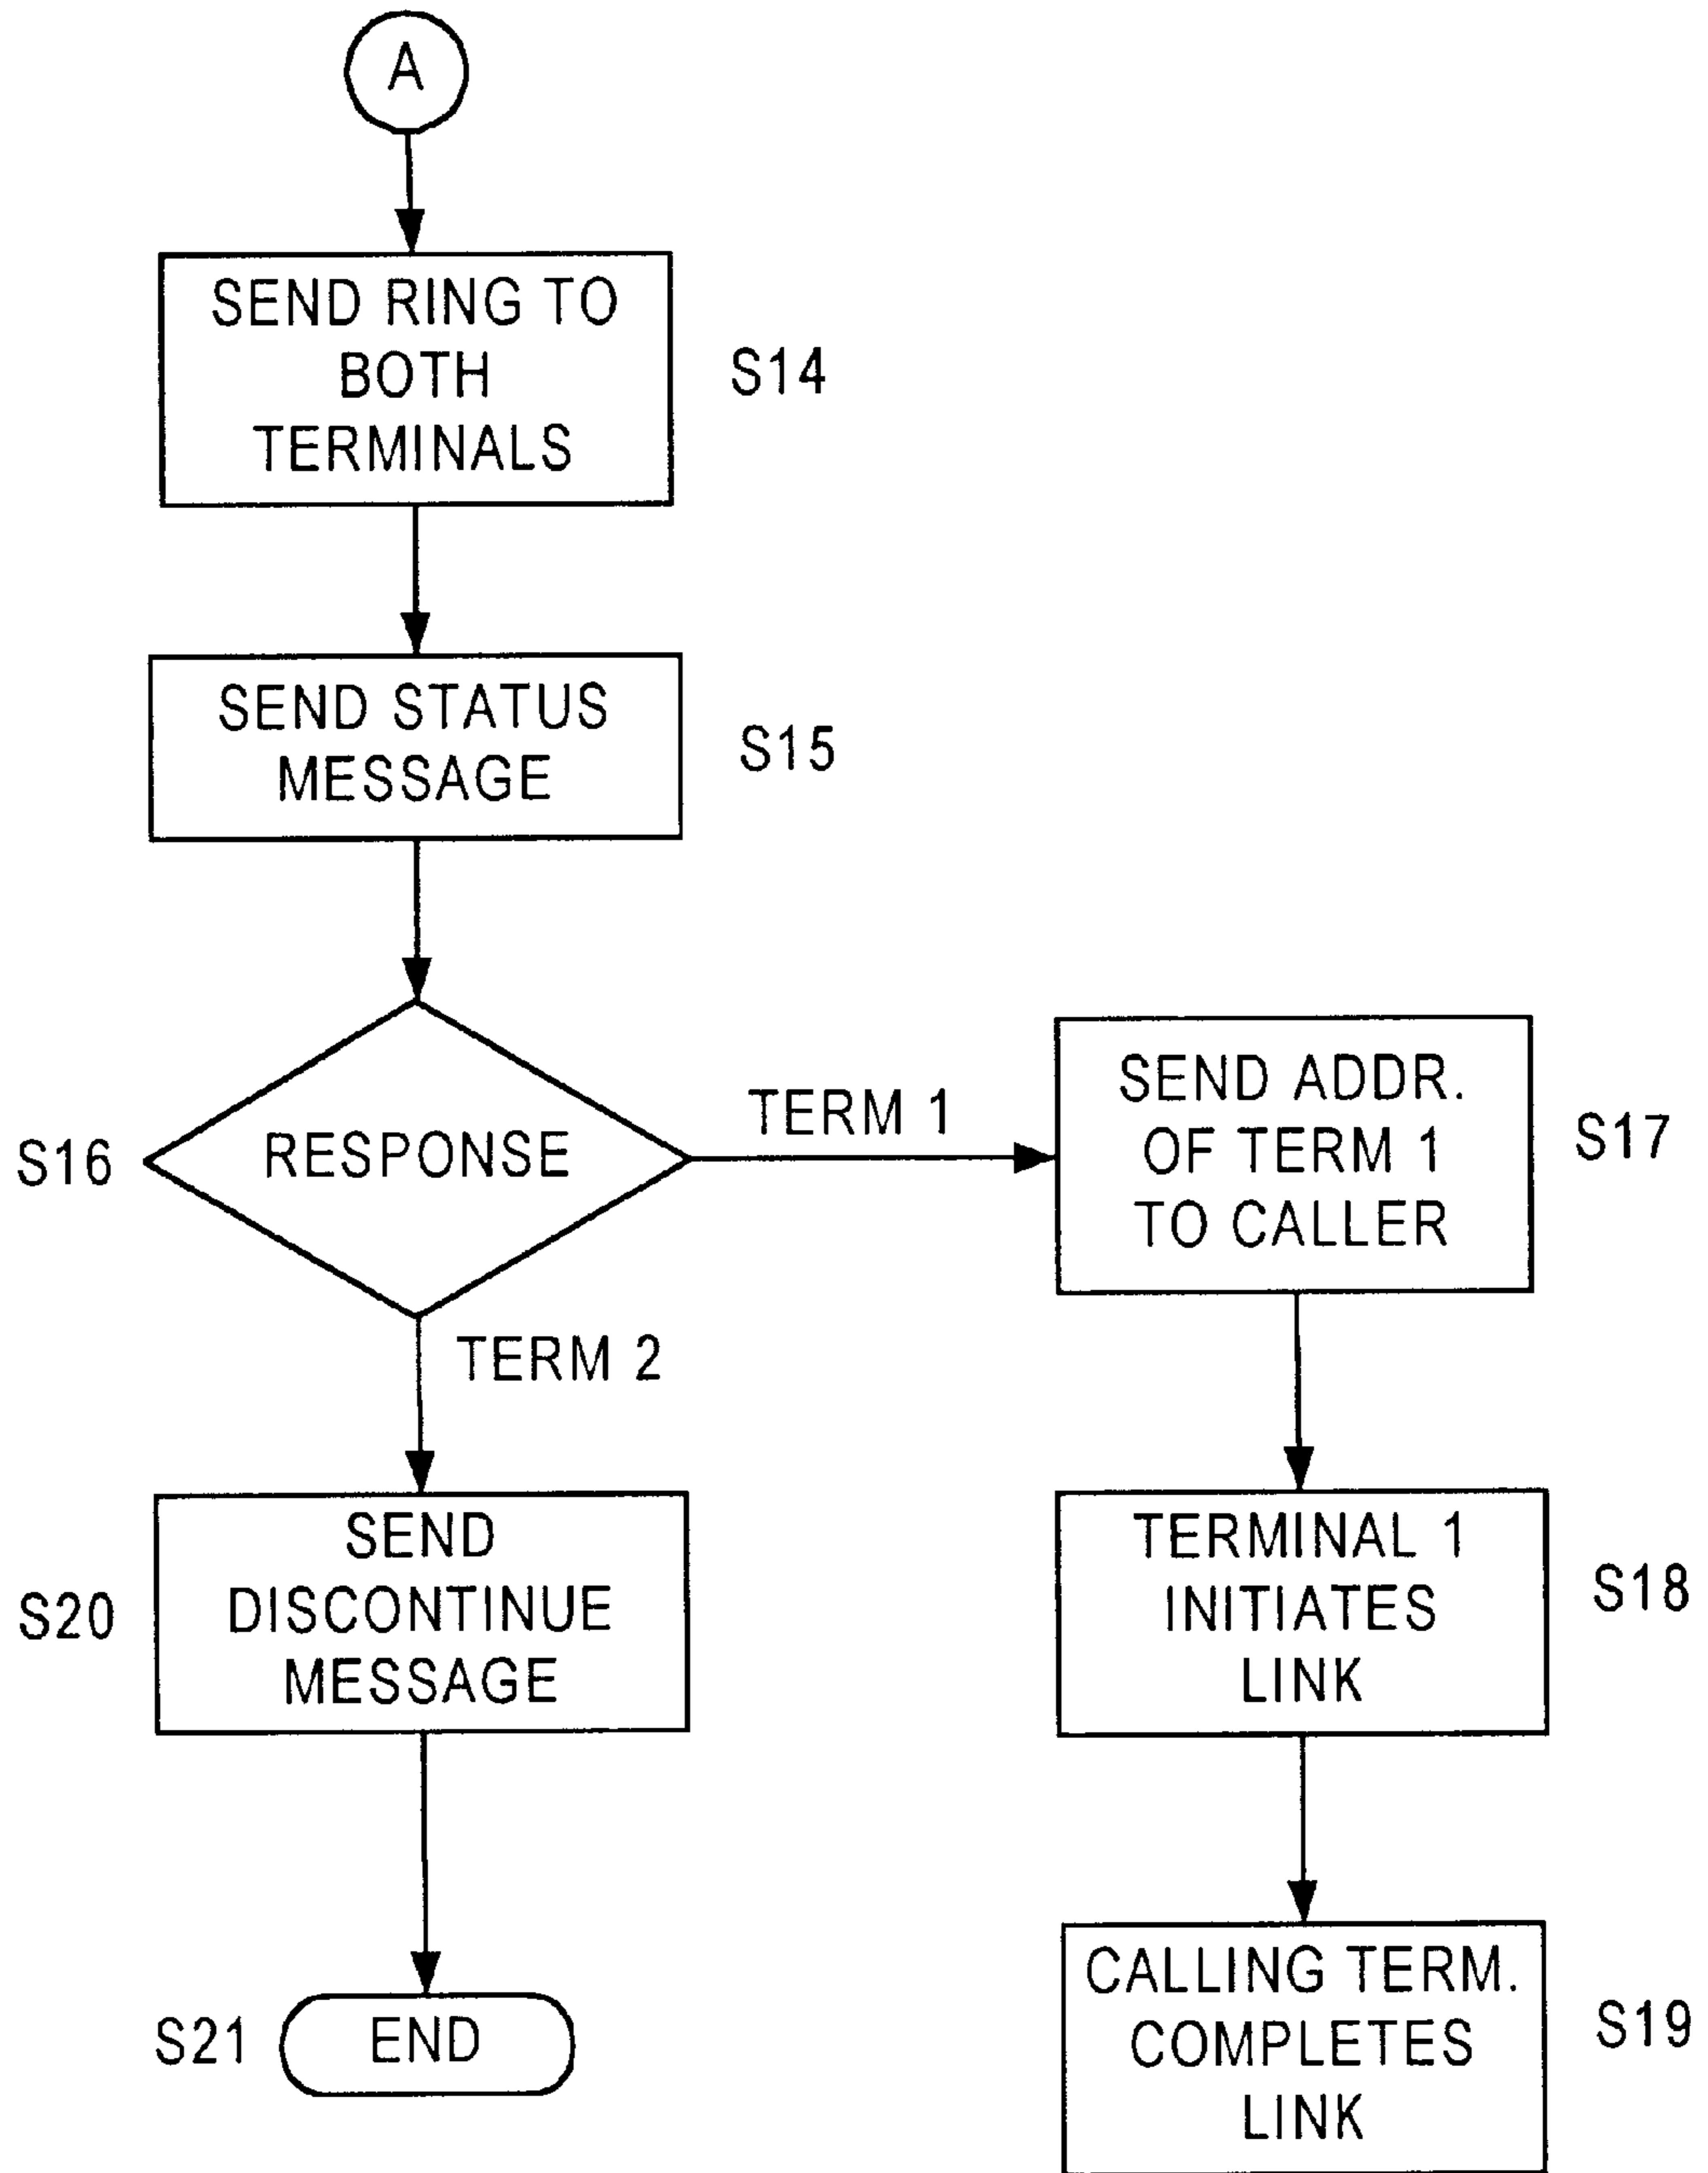 A
SEND RING TO
BOTH
TERMINALS
S14
SEND STATUS
MESSAGE
S15
S16
RESPONSE
TERM 1
SEND ADDR.
OF TERM 1
TO CALLER
S17
TERM 2
S20
SEND
DISCONTINUE
MESSAGE
TERMINAL 1
INITIATES
LINK
S18
S21
END
CALLING TERM.
COMPLETES
LINK
S19